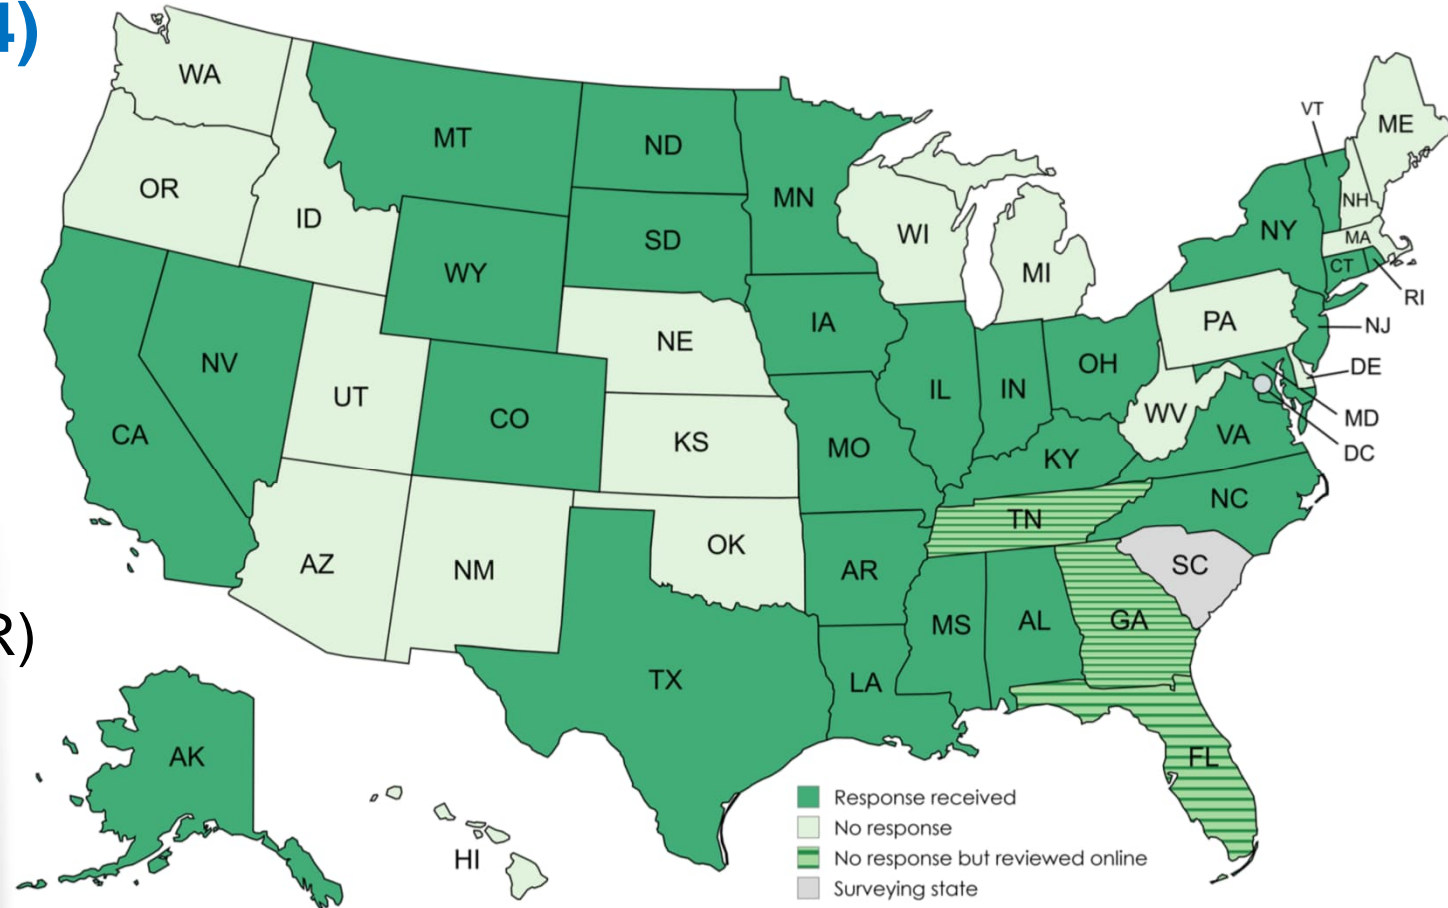 4)
WA
MT
ND
MN
OR
ID
SD
WY
WI
MI
VT
ME
NH
NY
MA
CT
RI
NV
UT
CA
CO
NE
IA
KS
MO
IL
IN
OH
PA
NJ
DE
WV
MD
VA
DC
KY
NC
TN
AZ
NM
OK
AR
SC
MS
AL
GA
R)
TX
LA
AK
FL
HI
Response received
No response
No response but reviewed online
Surveying state